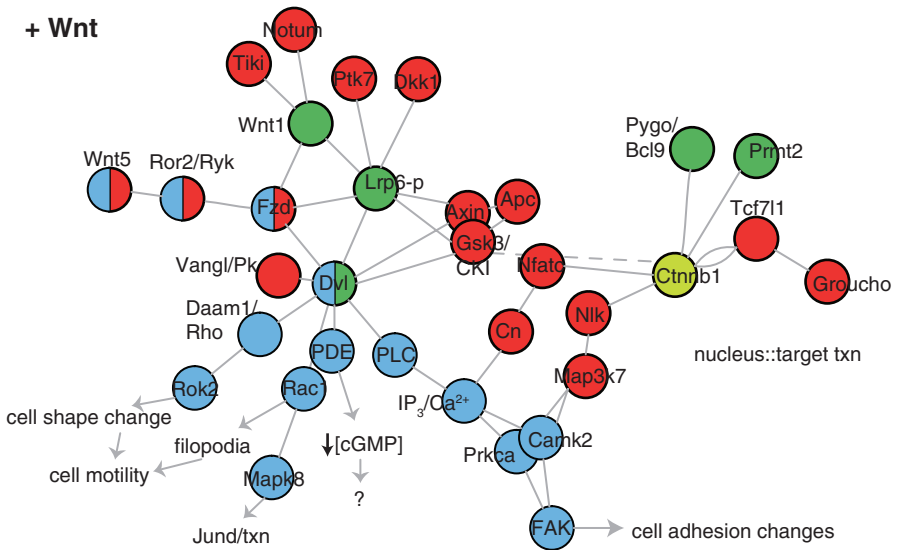 + Wnt
Notum
Tiki
Ptk7
Dkk1
Wnt1
Pygo/
Bcl9
Prmt2
Wnt5
Ror2/Ryk
Lrp6-p
Fzd
Axin
Apc
Tcf7l1
Gsk3/
CKI
Vangl/Pk
Dvl
Nfatc
Ctnnb1
Groucho
Daam1/
Rho
PDE
PLC
Cn
Nlk
nucleus::target txn
Rok2
Rac1
IP₃/Ca²⁺
Map3k7
cell shape change
filopodia
↓[cGMP]
Prkca
Camk2
cell motility
Mapk8
?
Jund/txn
FAK
cell adhesion changes